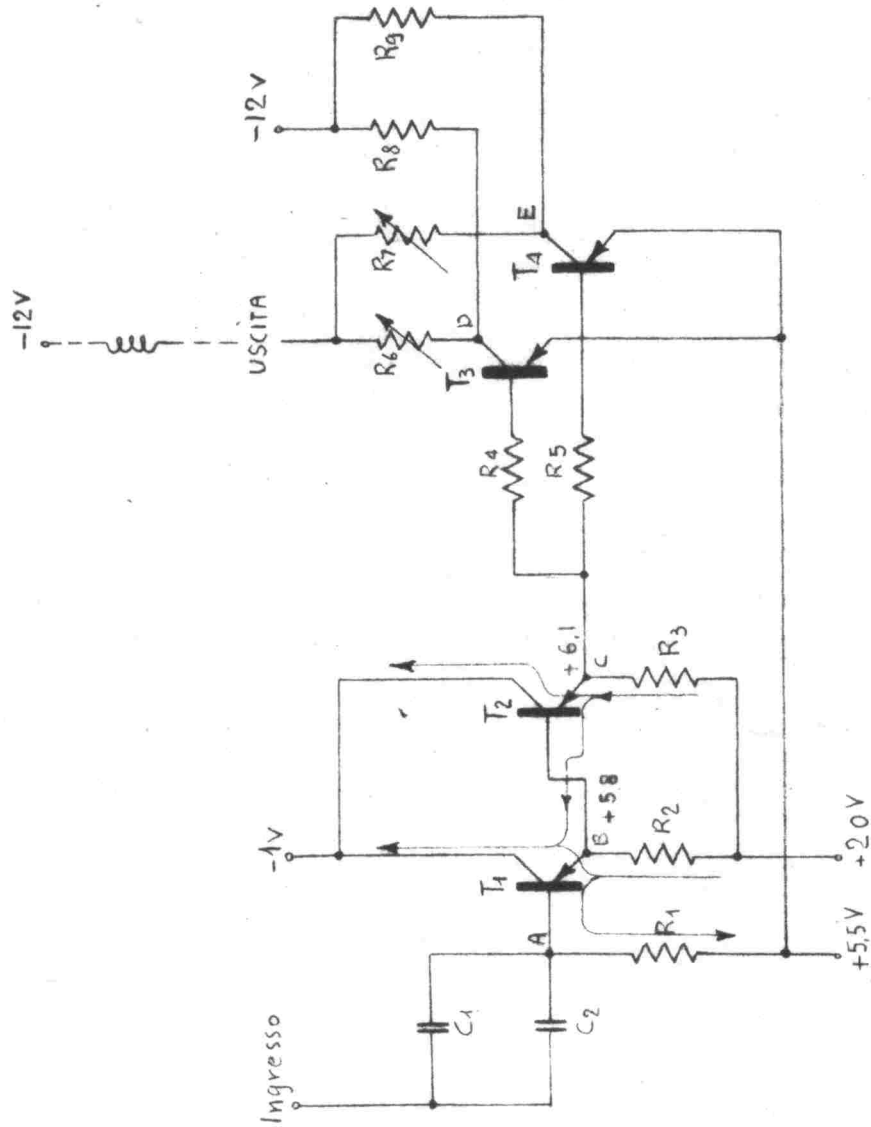 Ingresso
C1
C2
A
R1
+5,5V
-1V
T1
B
+5,8
R2
+20V
T2
+6,1
C
R3
R4
R5
-12V
USCITA
R6
R7
D
T3
E
T4
-12V
R8
R9